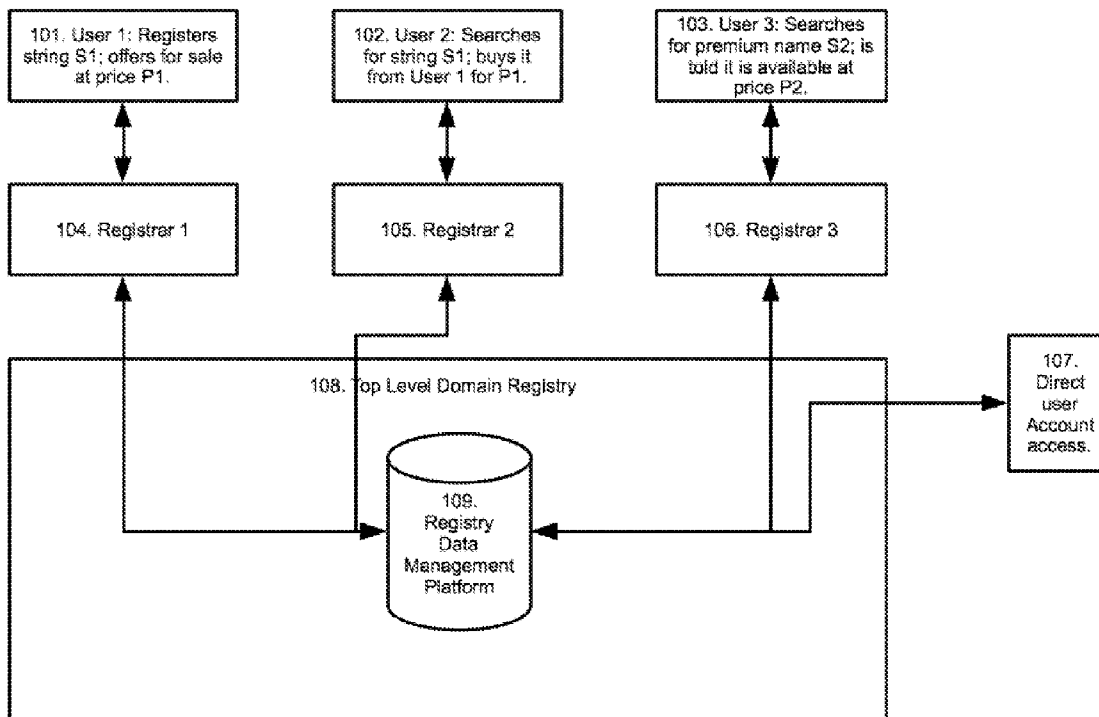 101. User 1: Registers
string S1; offers for sale
at price P1.
102. User 2: Searches
for string S1; buys it
from User 1 for P1.
103. User 3: Searches
for premium name S2; is
told it is available at
price P2.
104. Registrar 1
105. Registrar 2
106. Registrar 3
107.
Direct
user
Account
access.
108. Top Level Domain Registry
109.
Registry
Data
Management
Platform